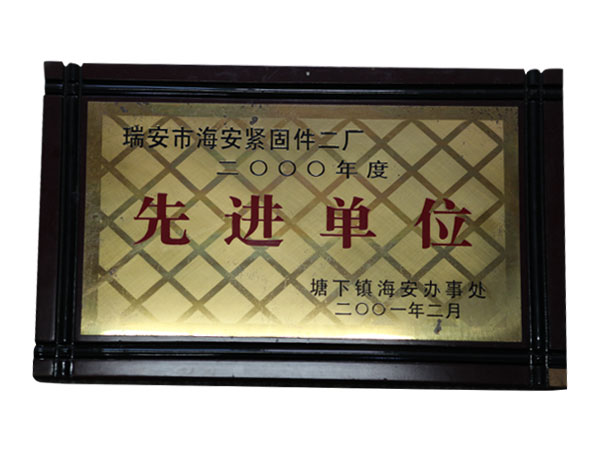 瑞安市海安紧固件二厂
二〇〇〇年度
先进单位
塘下镇海安办事处
二〇〇一年二月